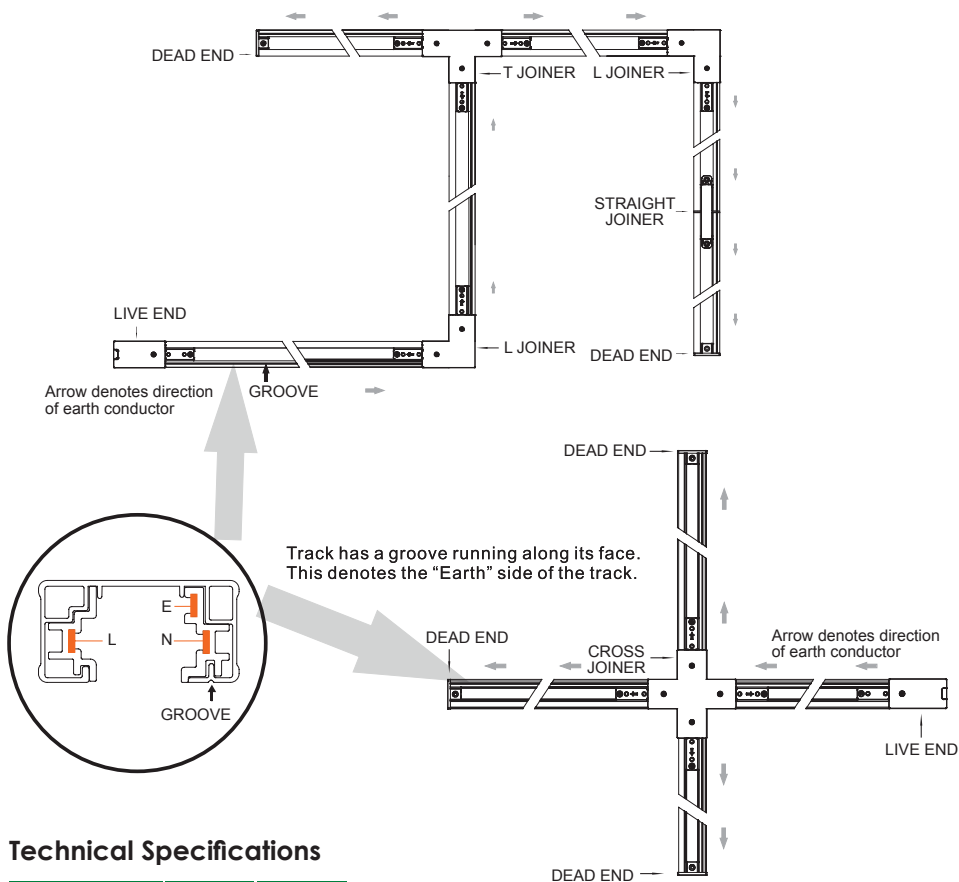 DEAD END
T JOINER
L JOINER
STRAIGHT
JOINER
LIVE END
L JOINER
DEAD END
Arrow denotes direction
of earth conductor
GROOVE
DEAD END
Track has a groove running along its face.
This denotes the “Earth” side of the track.
E
L
N
GROOVE
DEAD END
CROSS
JOINER
Arrow denotes direction
of earth conductor
LIVE END
Technical Specifications
DEAD END